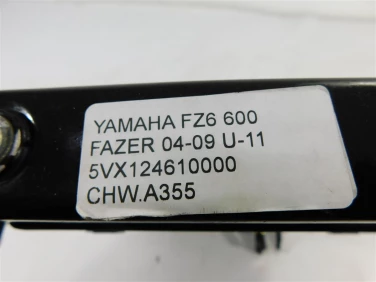 YAMAHA FZ6 600
FAZER 04-09 U-11
5VX124610000
CHW.A355